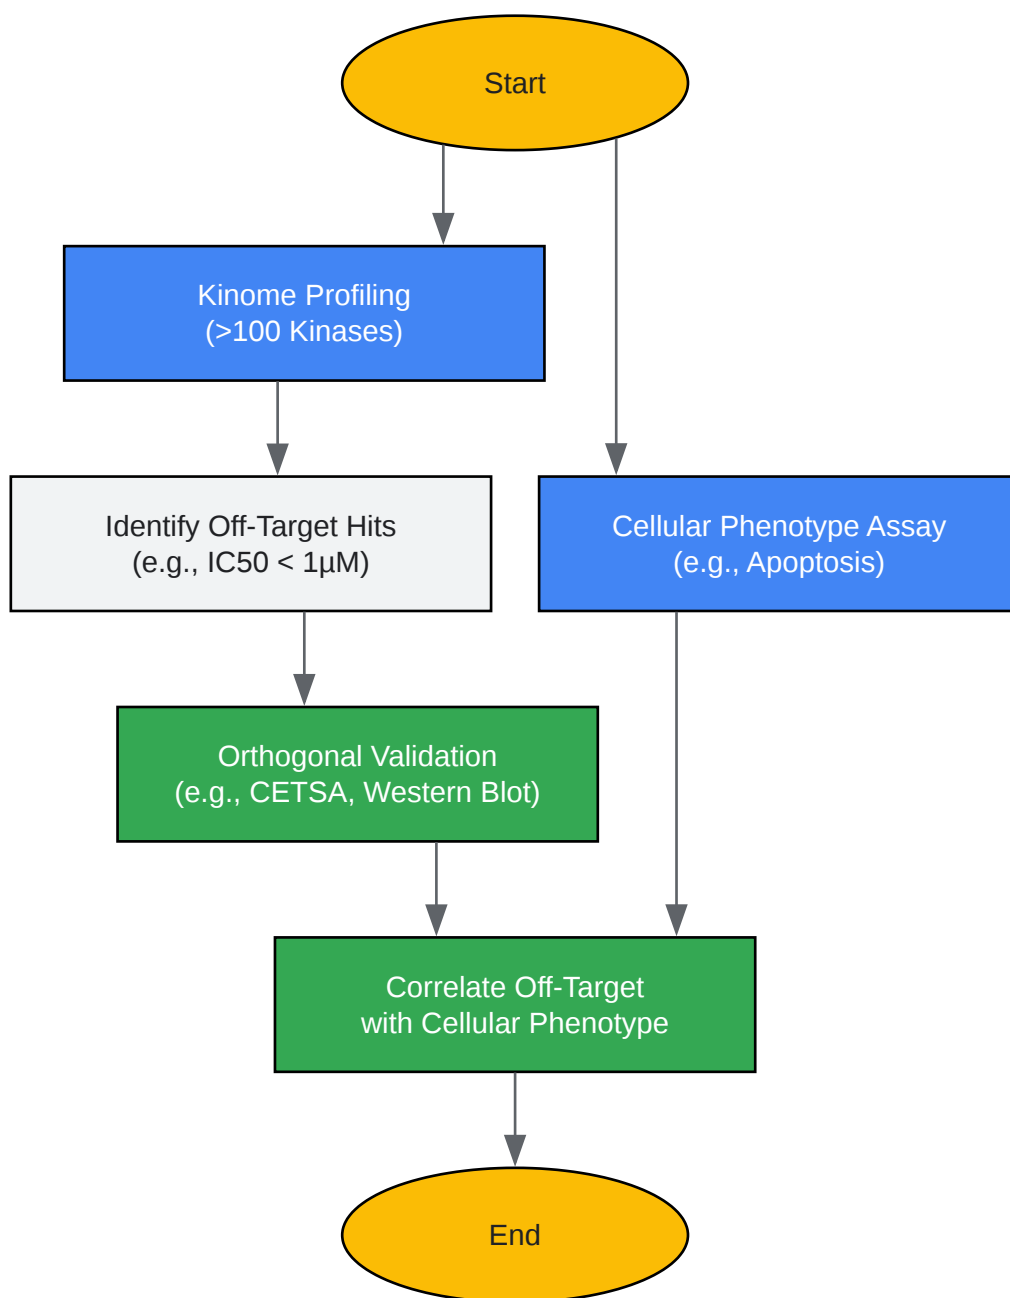 Start
Kinome Profiling
(>100 Kinases)
Identify Off-Target Hits
(e.g., IC50 < 1µM)
Cellular Phenotype Assay
(e.g., Apoptosis)
Orthogonal Validation
(e.g., CETSA, Western Blot)
Correlate Off-Target
with Cellular Phenotype
End